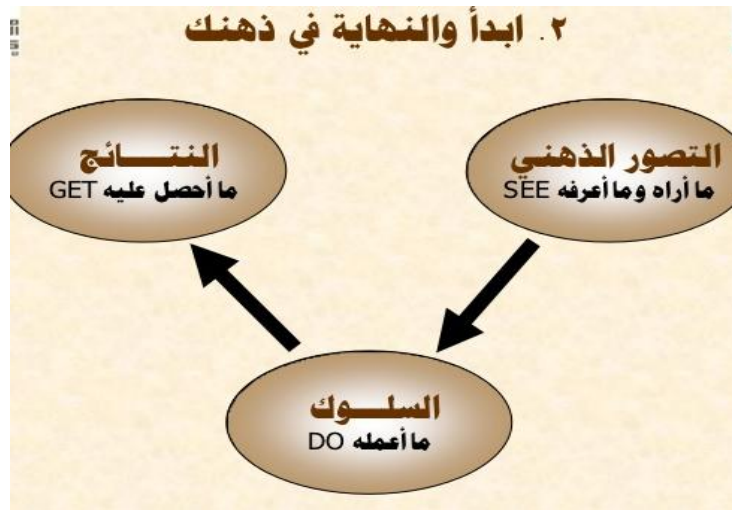 ٢. ابدأ والنهاية في ذهنك
التصور الذهني
ما أراه وما أعرفه SEE
النتـــائج
ما أحصل عليه GET
السلـــوك
ما أعمله DO